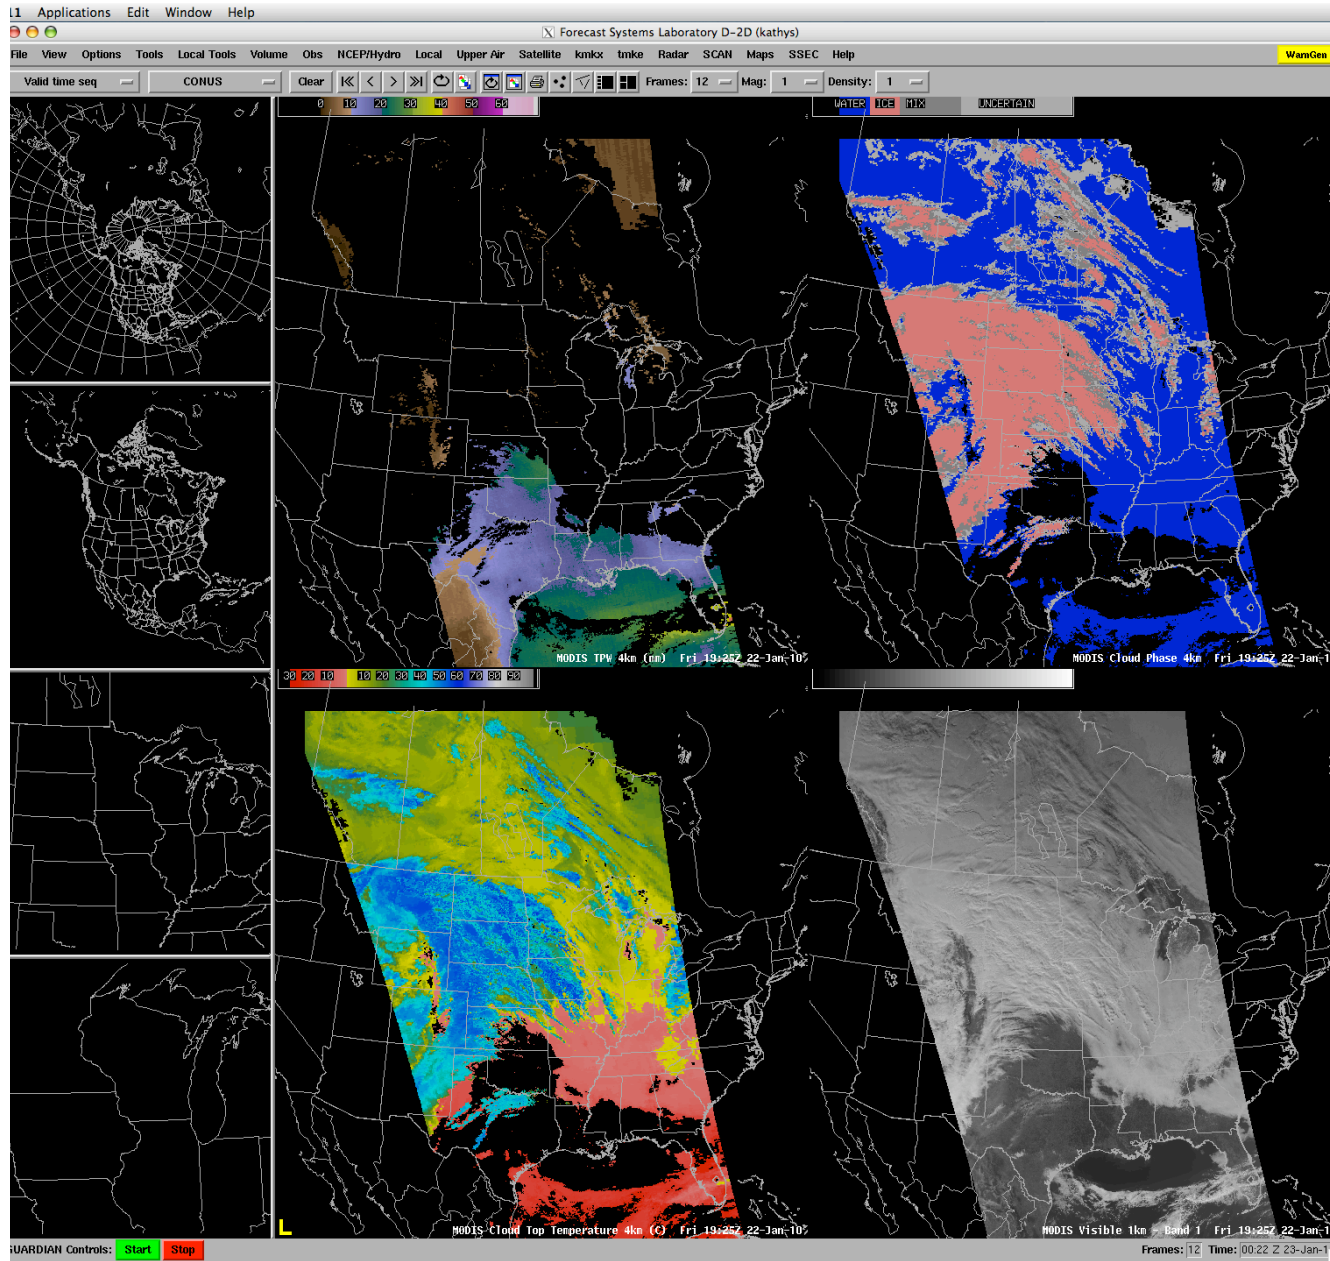 11 Applications Edit Window Help
X Forecast Systems Laboratory D-2D (kathys)
File View Options Tools Local Tools Volume Obs NCEP/Hydro Local Upper Air Satellite kmkx tmke Radar SCAN Maps SSEC Help WarnGen
Valid time seq CONUS Clear Frames: 12 Mag: 1 Density: 1
0 10 20 30 40 50 60
WATER ICE MIX UNCERTAIN
MODIS TPW 4km (mm) Fri 19:25Z 22-Jan-10
MODIS Cloud Phase 4km Fri 19:25Z 22-Jan-1
30 20 10 10 20 30 40 50 60 70 80 90
L
MODIS Cloud Top Temperature 4km (C) Fri 19:25Z 22-Jan-10
MODIS Visible 1km - Band 1 Fri 19:25Z 22-Jan-1
GUARDIAN Controls: Start Stop
Frames: 12 Time: 00:22 Z 23-Jan-1